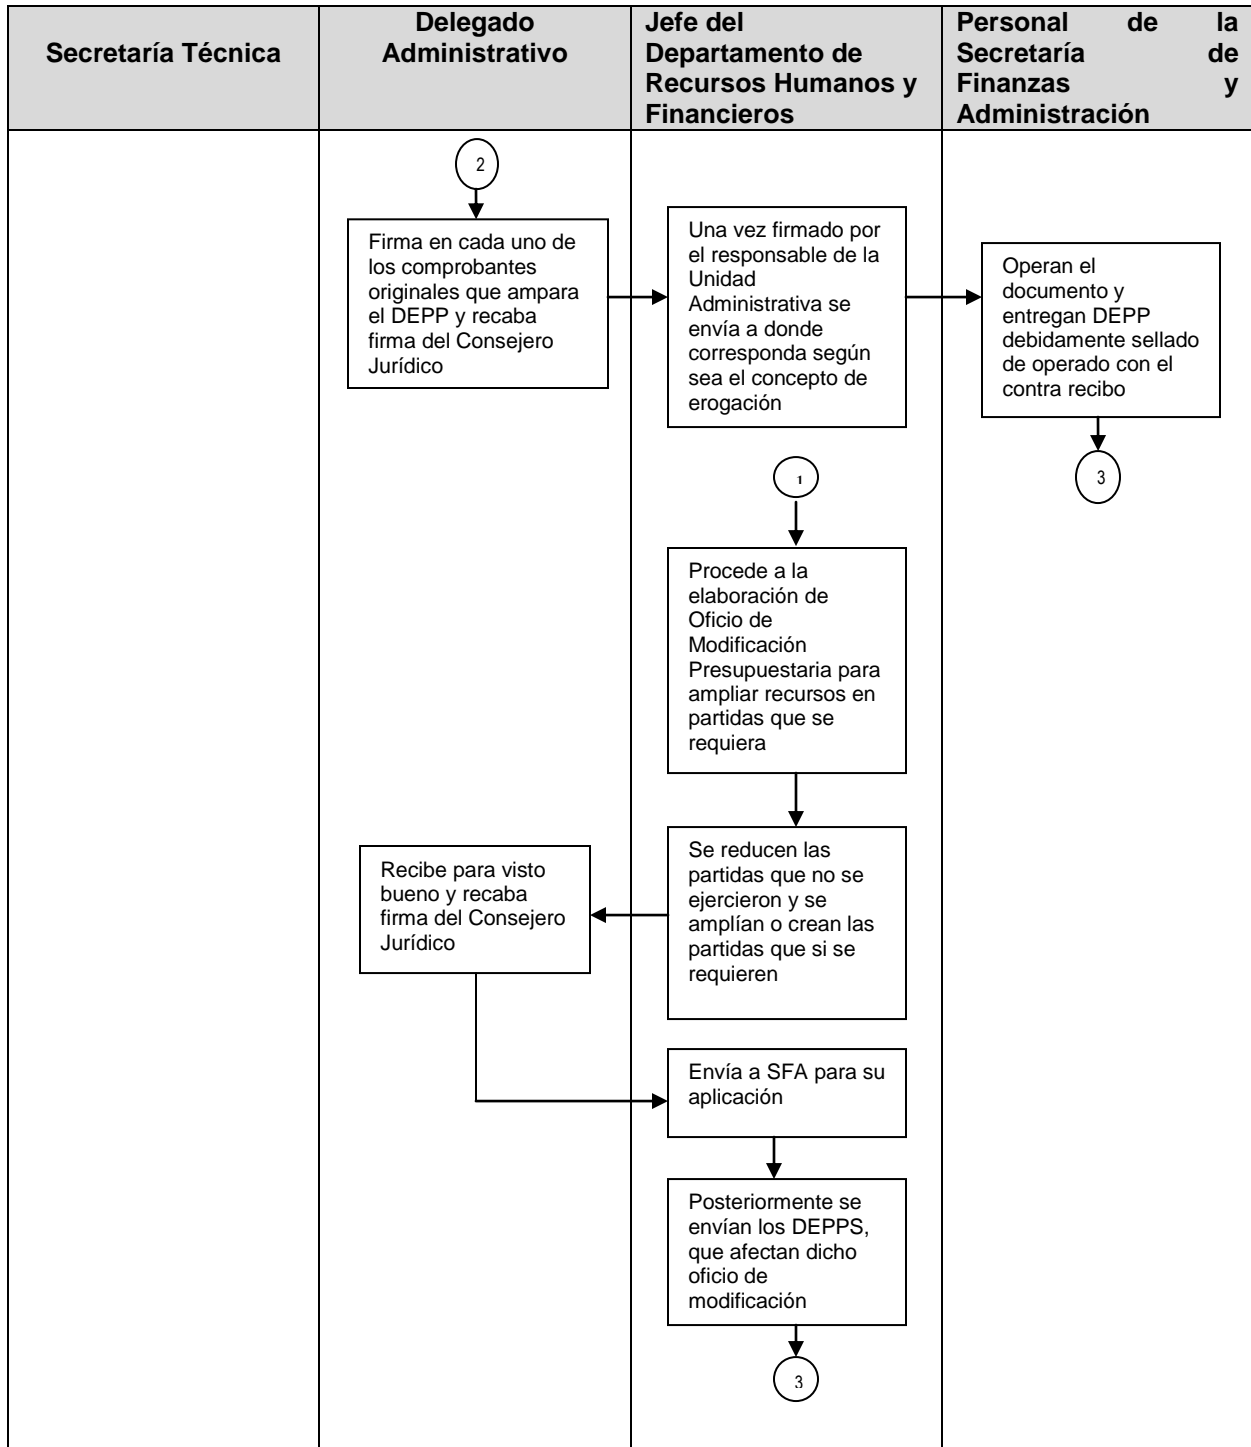 Secretaría Técnica
Delegado
Administrativo
Jefe del
Departamento de
Recursos Humanos y
Financieros
Personal de la
Secretaría de
Finanzas y
Administración
2
Firma en cada uno de
los comprobantes
originales que ampara
el DEPP y recaba
firma del Consejero
Jurídico
Una vez firmado por
el responsable de la
Unidad
Administrativa se
envía a donde
corresponda según
sea el concepto de
erogación
Operan el
documento y
entregan DEPP
debidamente sellado
de operado con el
contra recibo
3
1
Procede a la
elaboración de
Oficio de
Modificación
Presupuestaria para
ampliar recursos en
partidas que se
requiera
Se reducen las
partidas que no se
ejercieron y se
amplían o crean las
partidas que si se
requieren
Recibe para visto
bueno y recaba
firma del Consejero
Jurídico
Envía a SFA para su
aplicación
Posteriormente se
envían los DEPPS,
que afectan dicho
oficio de
modificación
3